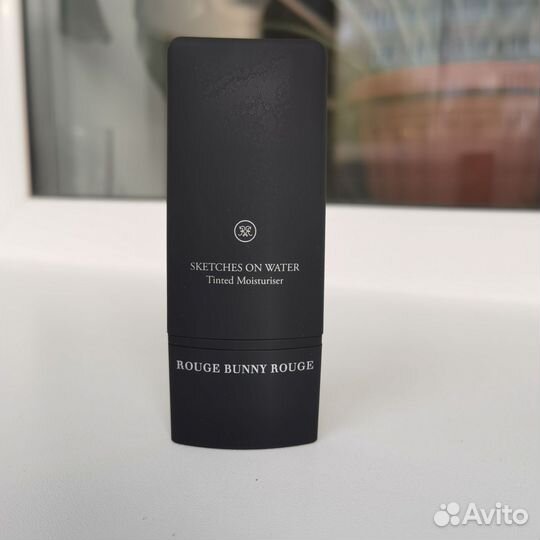 SKETCHES ON WATER
Tinted Moisturiser
ROUGE BUNNY ROUGE
Avito